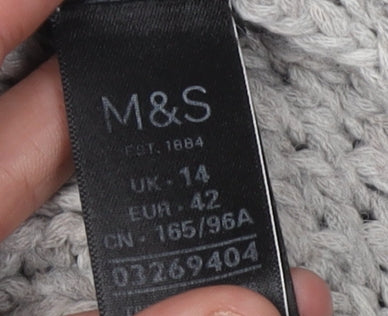 M&S
EST. 1884
UK · 14
EUR · 42
CN · 165/96A
03269404